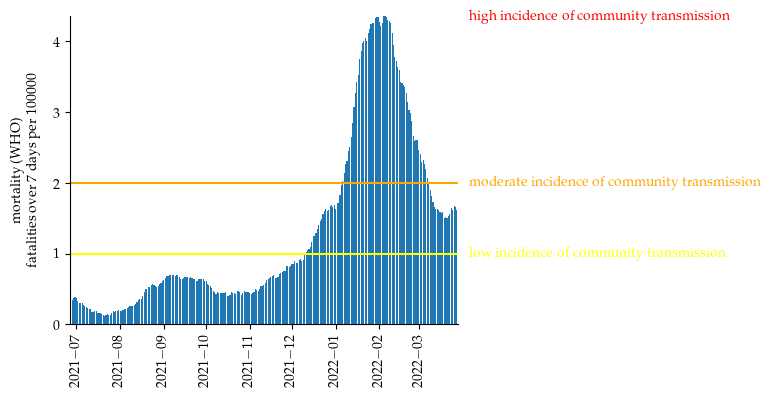 high incidence of community transmission
4
3
mortality (WHO)
fatalities over 7 days per 100000
2
moderate incidence of community transmission
1
low incidence of community transmission
0
2021−07
2021−08
2021−09
2021−10
2021−11
2021−12
2022−01
2022−02
2022−03